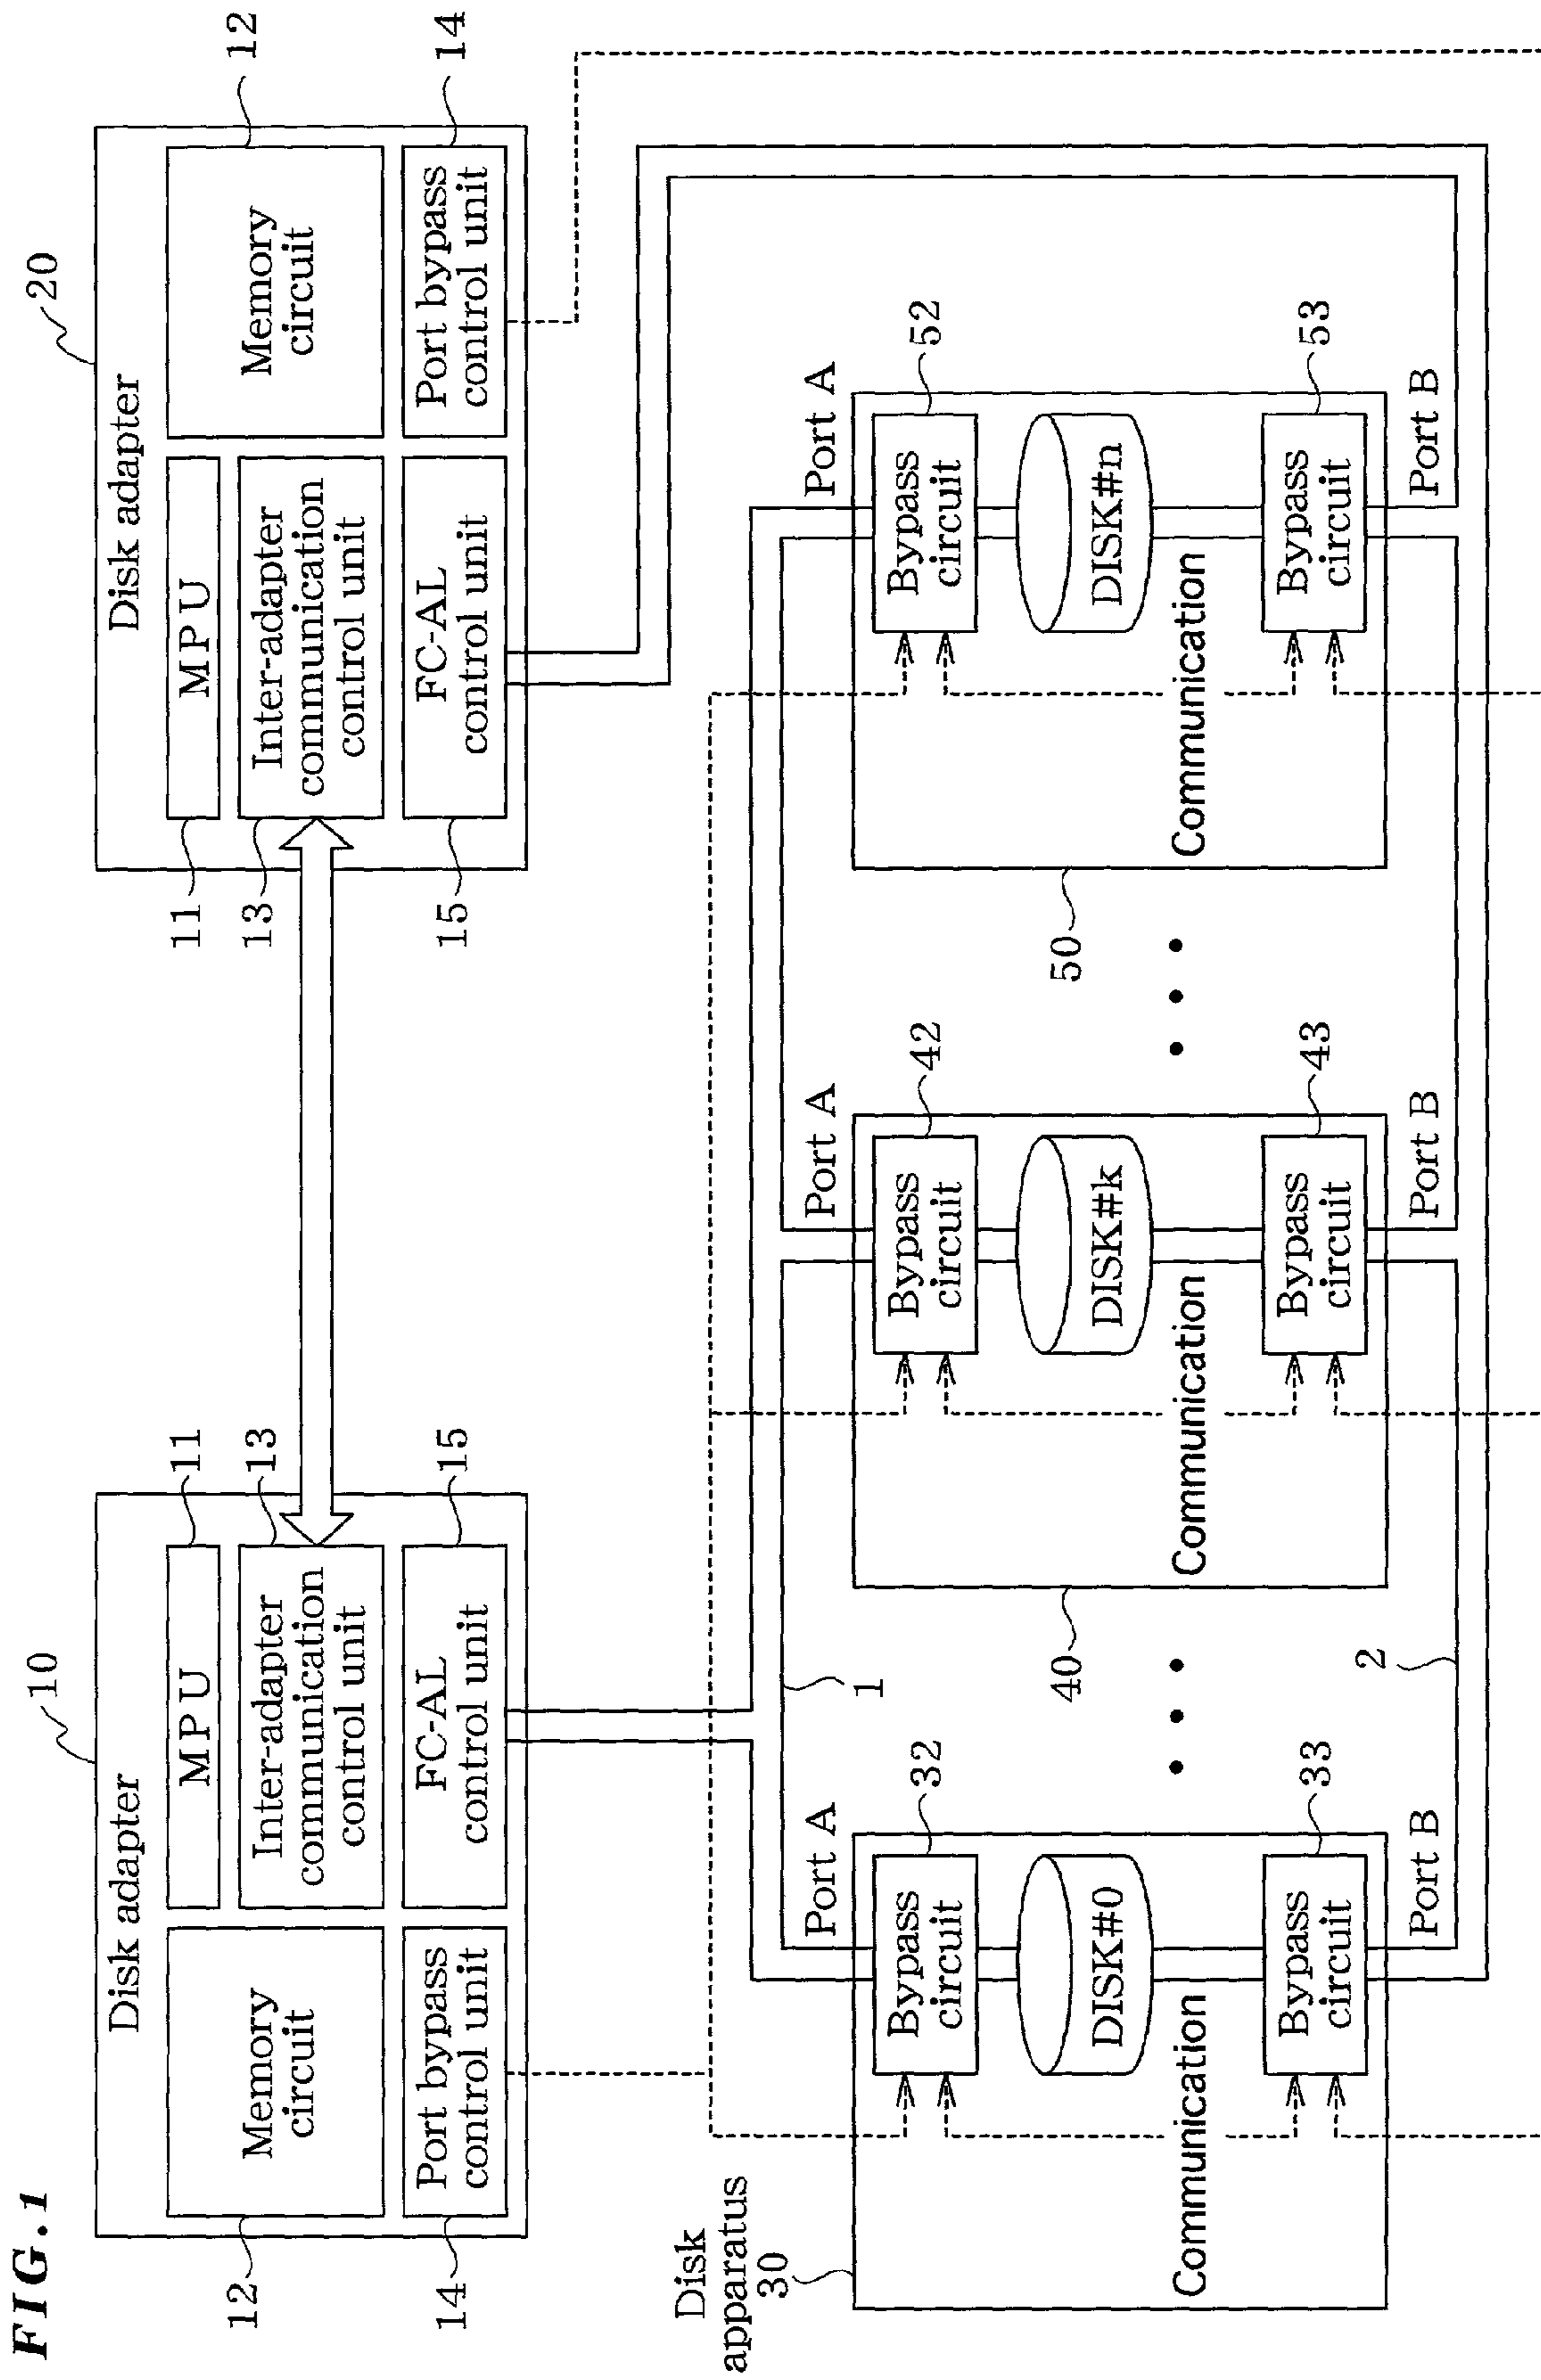 FIG.1
10
Disk adapter
12
Memory
circuit
MPU
11
Inter-adapter
communication
control unit
13
14
Port bypass
control unit
FC-AL
control unit
15
20
Disk adapter
11
MPU
13
Inter-adapter
communication
control unit
Memory
circuit
12
15
FC-AL
control unit
Port bypass
control unit
14
Disk
apparatus
30
Port A
Bypass
circuit
32
DISK#0
Communication
Bypass
circuit
33
Port B
1
2
40
Port A
Bypass
circuit
42
DISK#k
Communication
Bypass
circuit
43
Port B
50
Port A
Bypass
circuit
52
DISK#n
Communication
Bypass
circuit
53
Port B